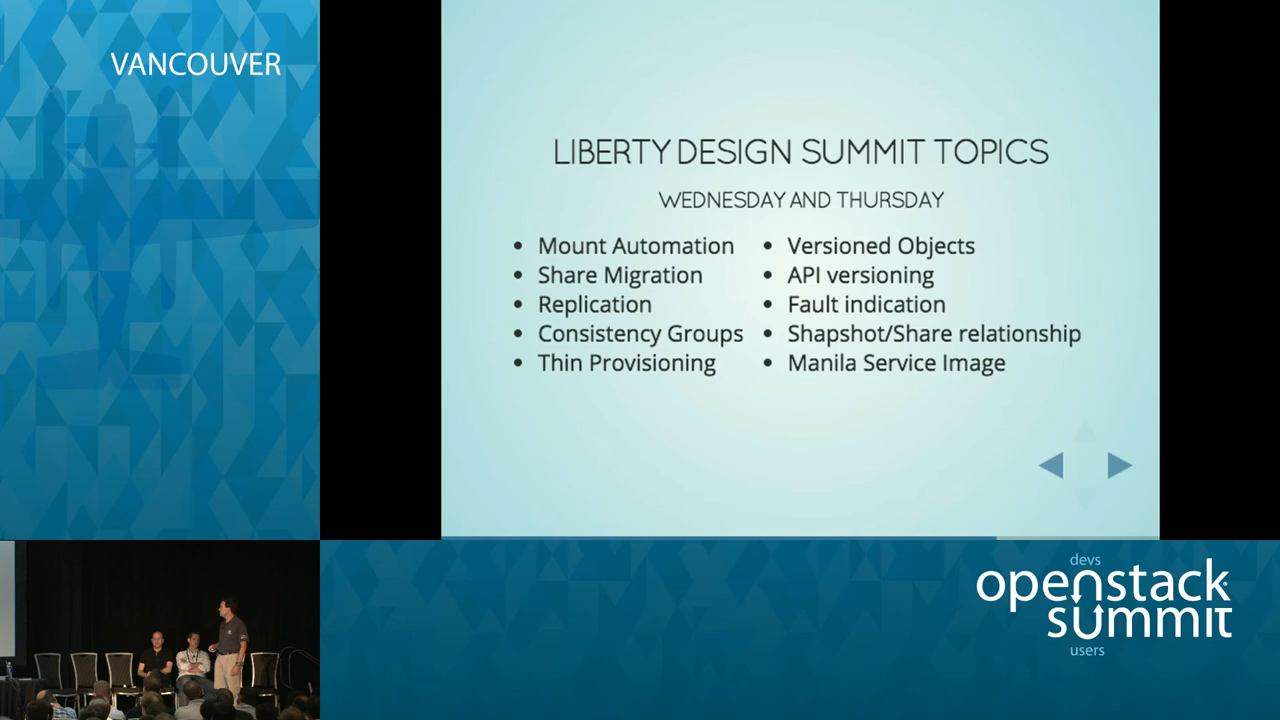 VANCOUVER
LIBERTY DESIGN SUMMIT TOPICS
WEDNESDAY AND THURSDAY
• Mount Automation
• Share Migration
• Replication
• Consistency Groups
• Thin Provisioning
• Versioned Objects
• API versioning
• Fault indication
• Shapshot/Share relationship
• Manila Service Image
devs
openstack
summit
users